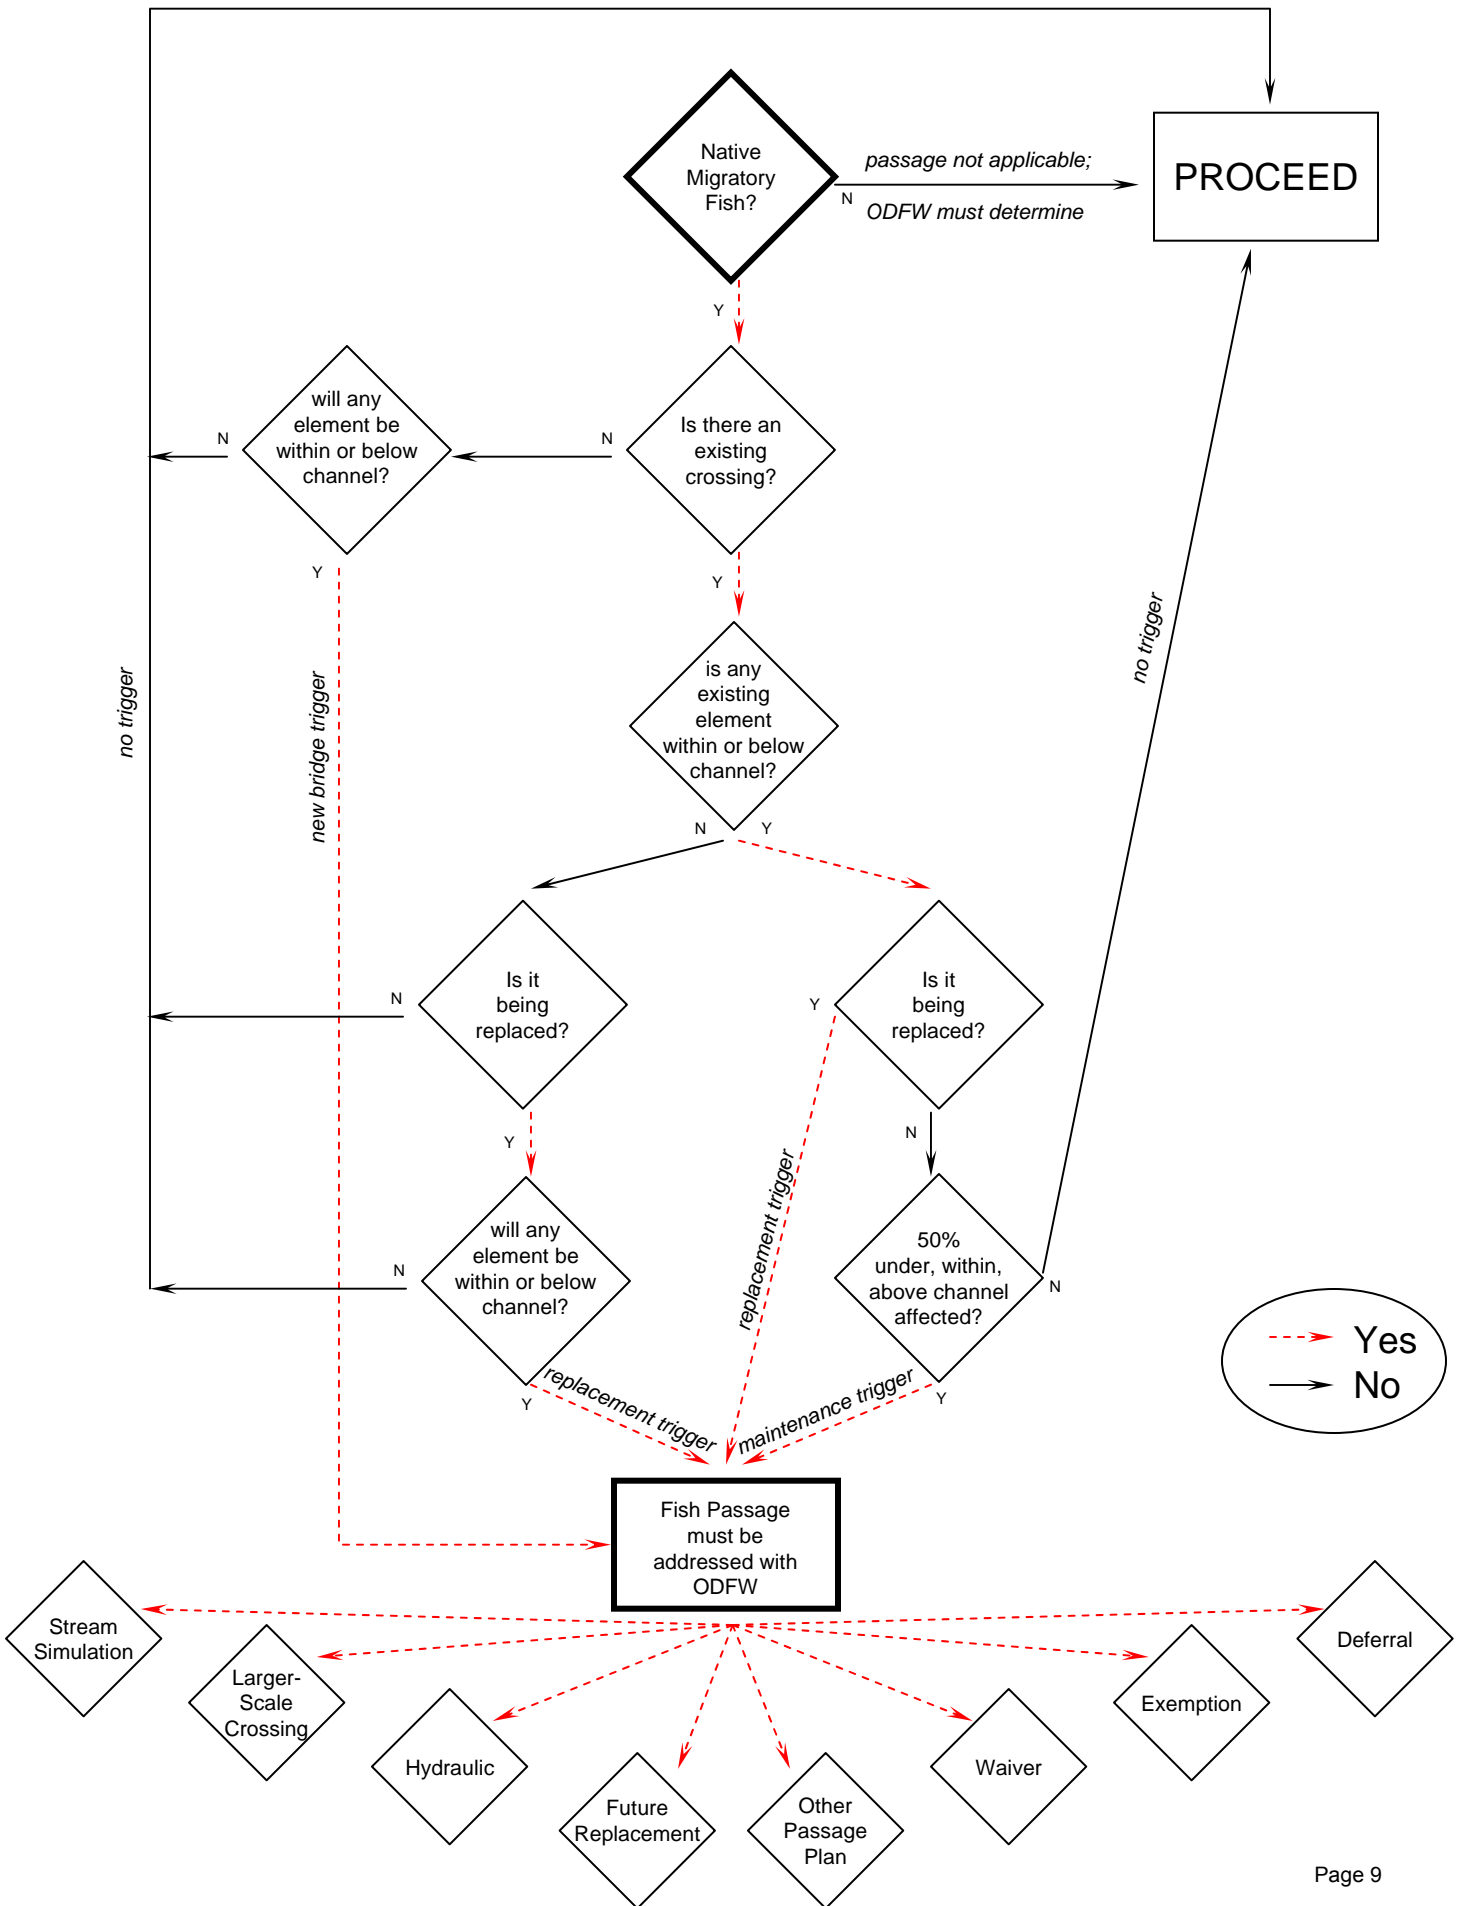 Native
Migratory
Fish?
passage not applicable;
N
ODFW must determine
PROCEED
Y
will any
element be
within or below
channel?
N
Is there an
existing
crossing?
N
Y
Y
is any
existing
element
within or below
channel?
no trigger
new bridge trigger
no trigger
N
Y
Is it
being
replaced?
N
Is it
being
replaced?
Y
Y
N
replacement trigger
will any
element be
within or below
channel?
N
50%
under, within,
above channel
affected?
N
Yes
No
replacement trigger
Y
maintenance trigger
Y
Fish Passage
must be
addressed with
ODFW
Stream
Simulation
Larger-
Scale
Crossing
Hydraulic
Future
Replacement
Other
Passage
Plan
Waiver
Exemption
Deferral
Page 9